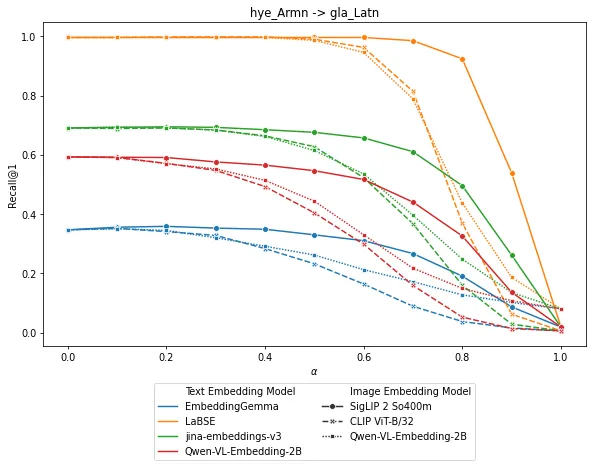 hye_Armn -> gla_Latn
Recall@1
1.0
0.8
0.6
0.4
0.2
0.0
0.0 0.2 0.4 0.6 0.8 1.0
α
Text Embedding Model
EmbeddingGemma
LaBSE
jina-embeddings-v3
Qwen-VL-Embedding-2B
Image Embedding Model
SigLIP 2 So400m
CLIP ViT-B/32
Qwen-VL-Embedding-2B